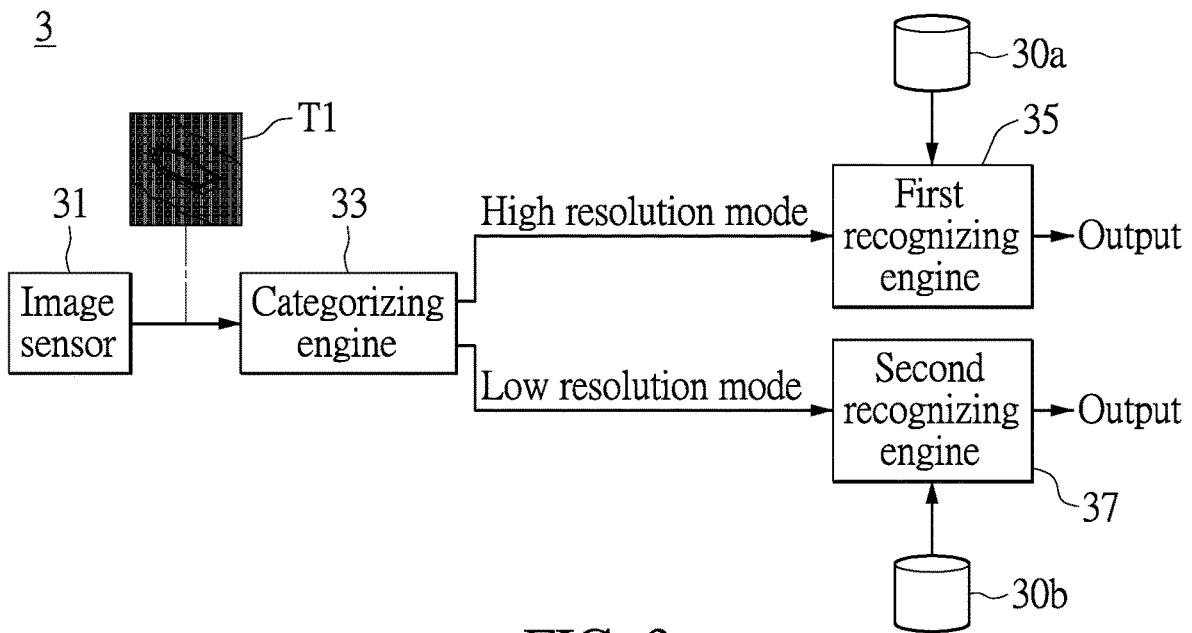 3
T1
30a
31
33
35
Image
sensor
Categorizing
engine
High resolution mode
First
recognizing
engine
Output
Low resolution mode
Second
recognizing
engine
Output
37
30b